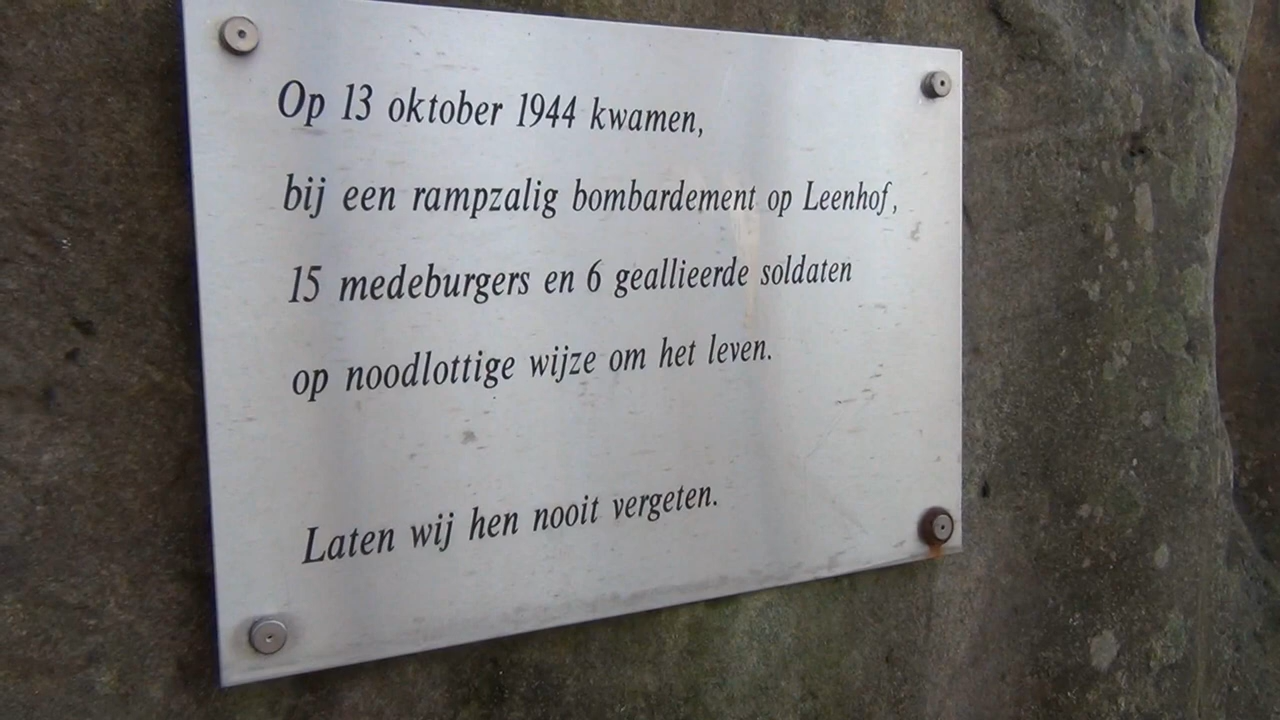 Op 13 oktober 1944 kwamen,
bij een rampzalig bombardement op Leenhof,
15 medeburgers en 6 geallieerde soldaten
op noodlottige wijze om het leven.
Laten wij hen nooit vergeten.